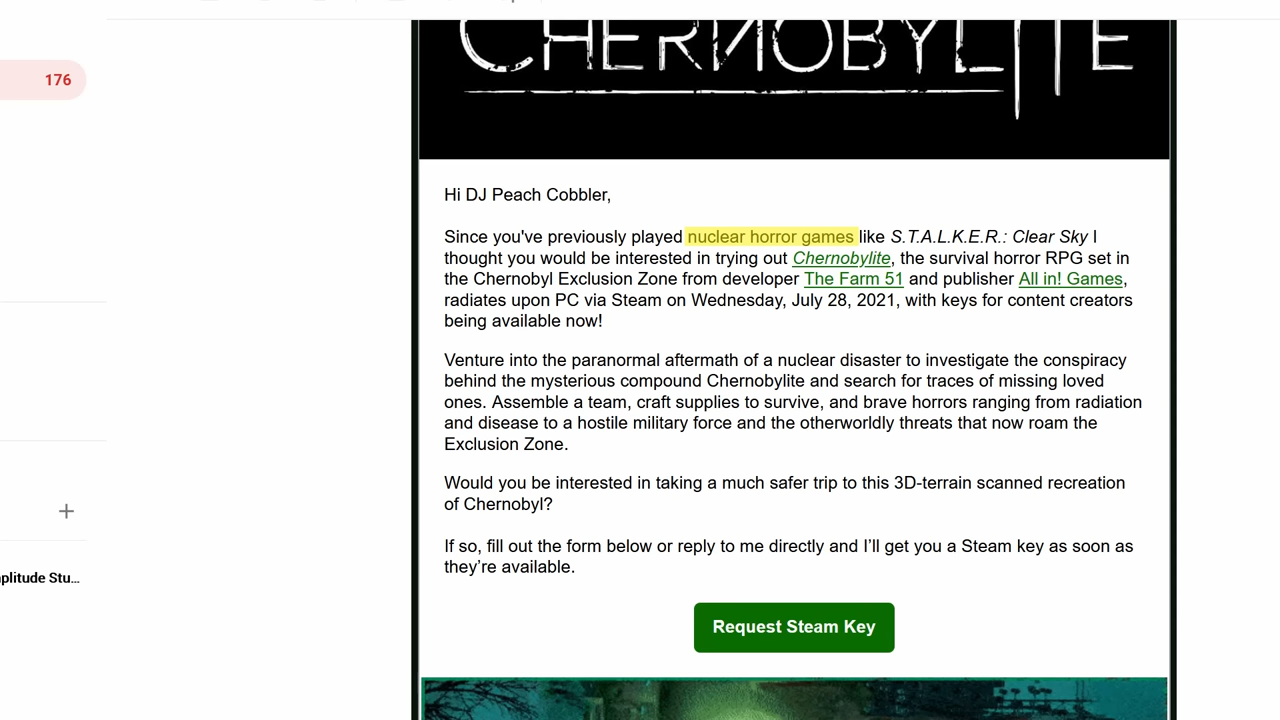 CHERNOBYLITE
176
Hi DJ Peach Cobbler,
Since you've previously played nuclear horror games like S.T.A.L.K.E.R.: Clear Sky I
thought you would be interested in trying out Chernobylite, the survival horror RPG set in
the Chernobyl Exclusion Zone from developer The Farm 51 and publisher All in! Games,
radiates upon PC via Steam on Wednesday, July 28, 2021, with keys for content creators
being available now!
Venture into the paranormal aftermath of a nuclear disaster to investigate the conspiracy
behind the mysterious compound Chernobylite and search for traces of missing loved
ones. Assemble a team, craft supplies to survive, and brave horrors ranging from radiation
and disease to a hostile military force and the otherworldly threats that now roam the
Exclusion Zone.
Would you be interested in taking a much safer trip to this 3D-terrain scanned recreation
of Chernobyl?
If so, fill out the form below or reply to me directly and I’ll get you a Steam key as soon as
they’re available.
plitude Stu...
Request Steam Key